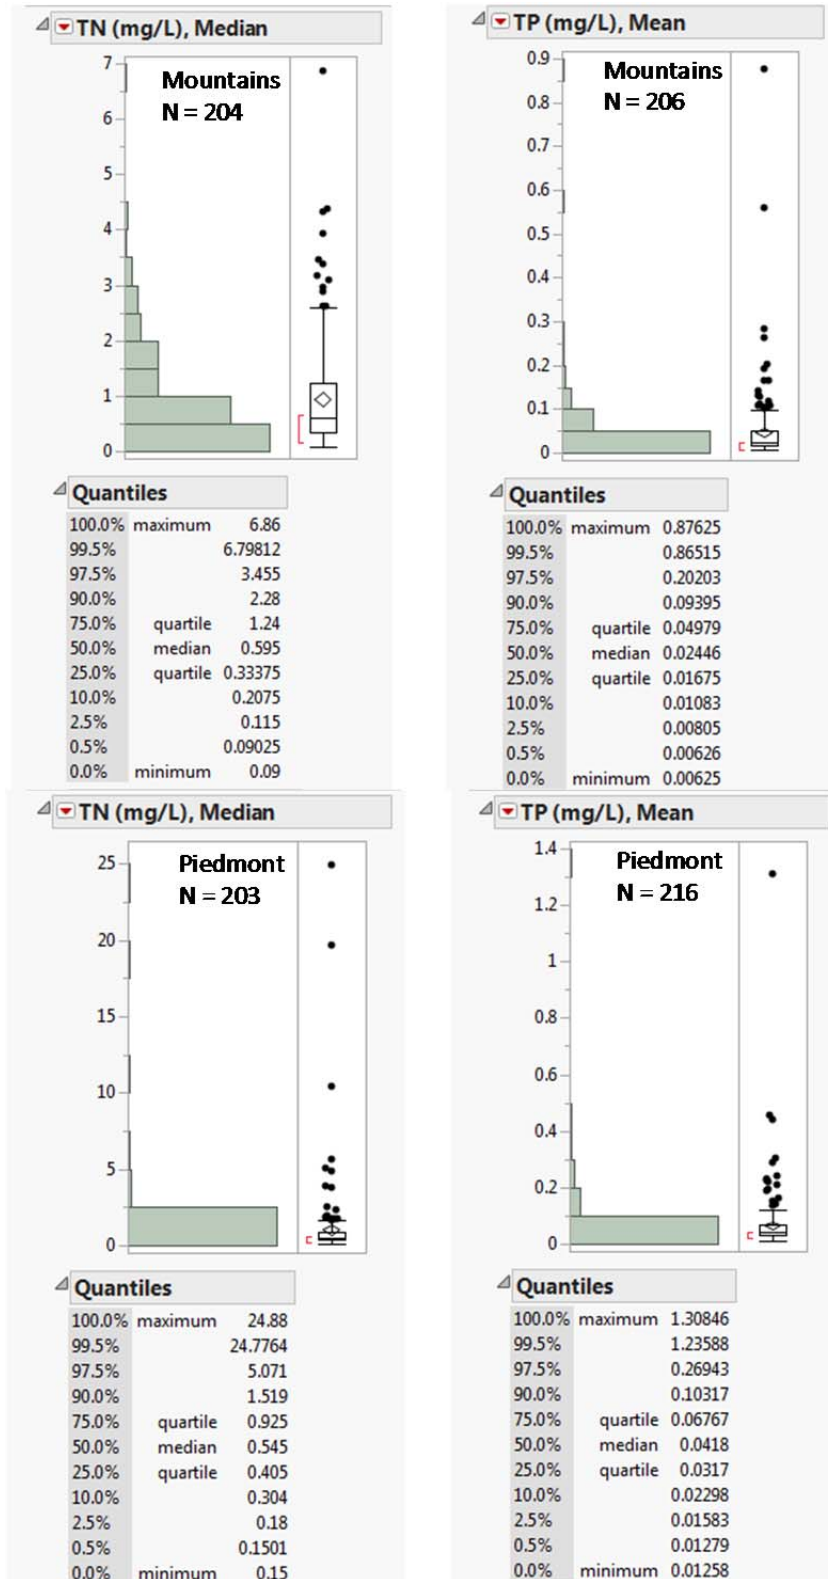 TN (mg/L), Median
Mountains
N = 204
7
6
5
4
3
2
1
0
Quantiles
100.0% maximum 6.86
99.5% 6.79812
97.5% 3.455
90.0% 2.28
75.0% quartile 1.24
50.0% median 0.595
25.0% quartile 0.33375
10.0% 0.2075
2.5% 0.115
0.5% 0.09025
0.0% minimum 0.09
TP (mg/L), Mean
Mountains
N = 206
0.9
0.8
0.7
0.6
0.5
0.4
0.3
0.2
0.1
0
Quantiles
100.0% maximum 0.87625
99.5% 0.86515
97.5% 0.20203
90.0% 0.09395
75.0% quartile 0.04979
50.0% median 0.02446
25.0% quartile 0.01675
10.0% 0.01083
2.5% 0.00805
0.5% 0.00626
0.0% minimum 0.00625
TN (mg/L), Median
Piedmont
N = 203
25
20
15
10
5
0
Quantiles
100.0% maximum 24.88
99.5% 24.7764
97.5% 5.071
90.0% 1.519
75.0% quartile 0.925
50.0% median 0.545
25.0% quartile 0.405
10.0% 0.304
2.5% 0.18
0.5% 0.1501
0.0% minimum 0.15
TP (mg/L), Mean
Piedmont
N = 216
1.4
1.2
1
0.8
0.6
0.4
0.2
0
Quantiles
100.0% maximum 1.30846
99.5% 1.23588
97.5% 0.26943
90.0% 0.10317
75.0% quartile 0.06767
50.0% median 0.0418
25.0% quartile 0.0317
10.0% 0.02298
2.5% 0.01583
0.5% 0.01279
0.0% minimum 0.01258